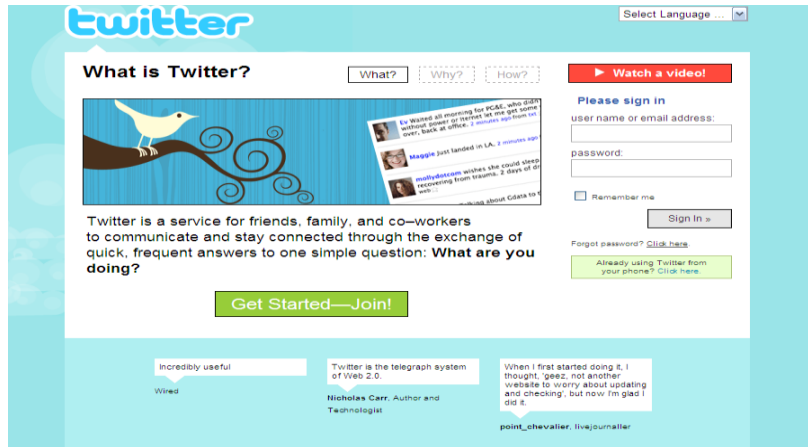 twitter
Select Language ...
What is Twitter?
What?
Why?
How?
Watch a video!
Ev Waited all morning for PG&E, who didn
without power or iternet let me get some
over, back at office. 2 minutes ago from txt
Maggie Just landed in LA. 2 minutes ago
mollydotcom wishes she could sleep
recovering from trauma. 2 days of dr
web
talking about Gdata to t
Please sign in
user name or email address:
password:
Remember me
Sign In »
Forgot password? Click here.
Already using Twitter from
your phone? Click here.
Twitter is a service for friends, family, and co–workers
to communicate and stay connected through the exchange of
quick, frequent answers to one simple question: What are you
doing?
Get Started—Join!
Incredibly useful
Wired
Twitter is the telegraph system
of Web 2.0.
Nicholas Carr, Author and
Technologist
When I first started doing it, I
thought, 'geez, not another
website to worry about updating
and checking', but now I'm glad I
did it.
point_chevalier, livejournaller